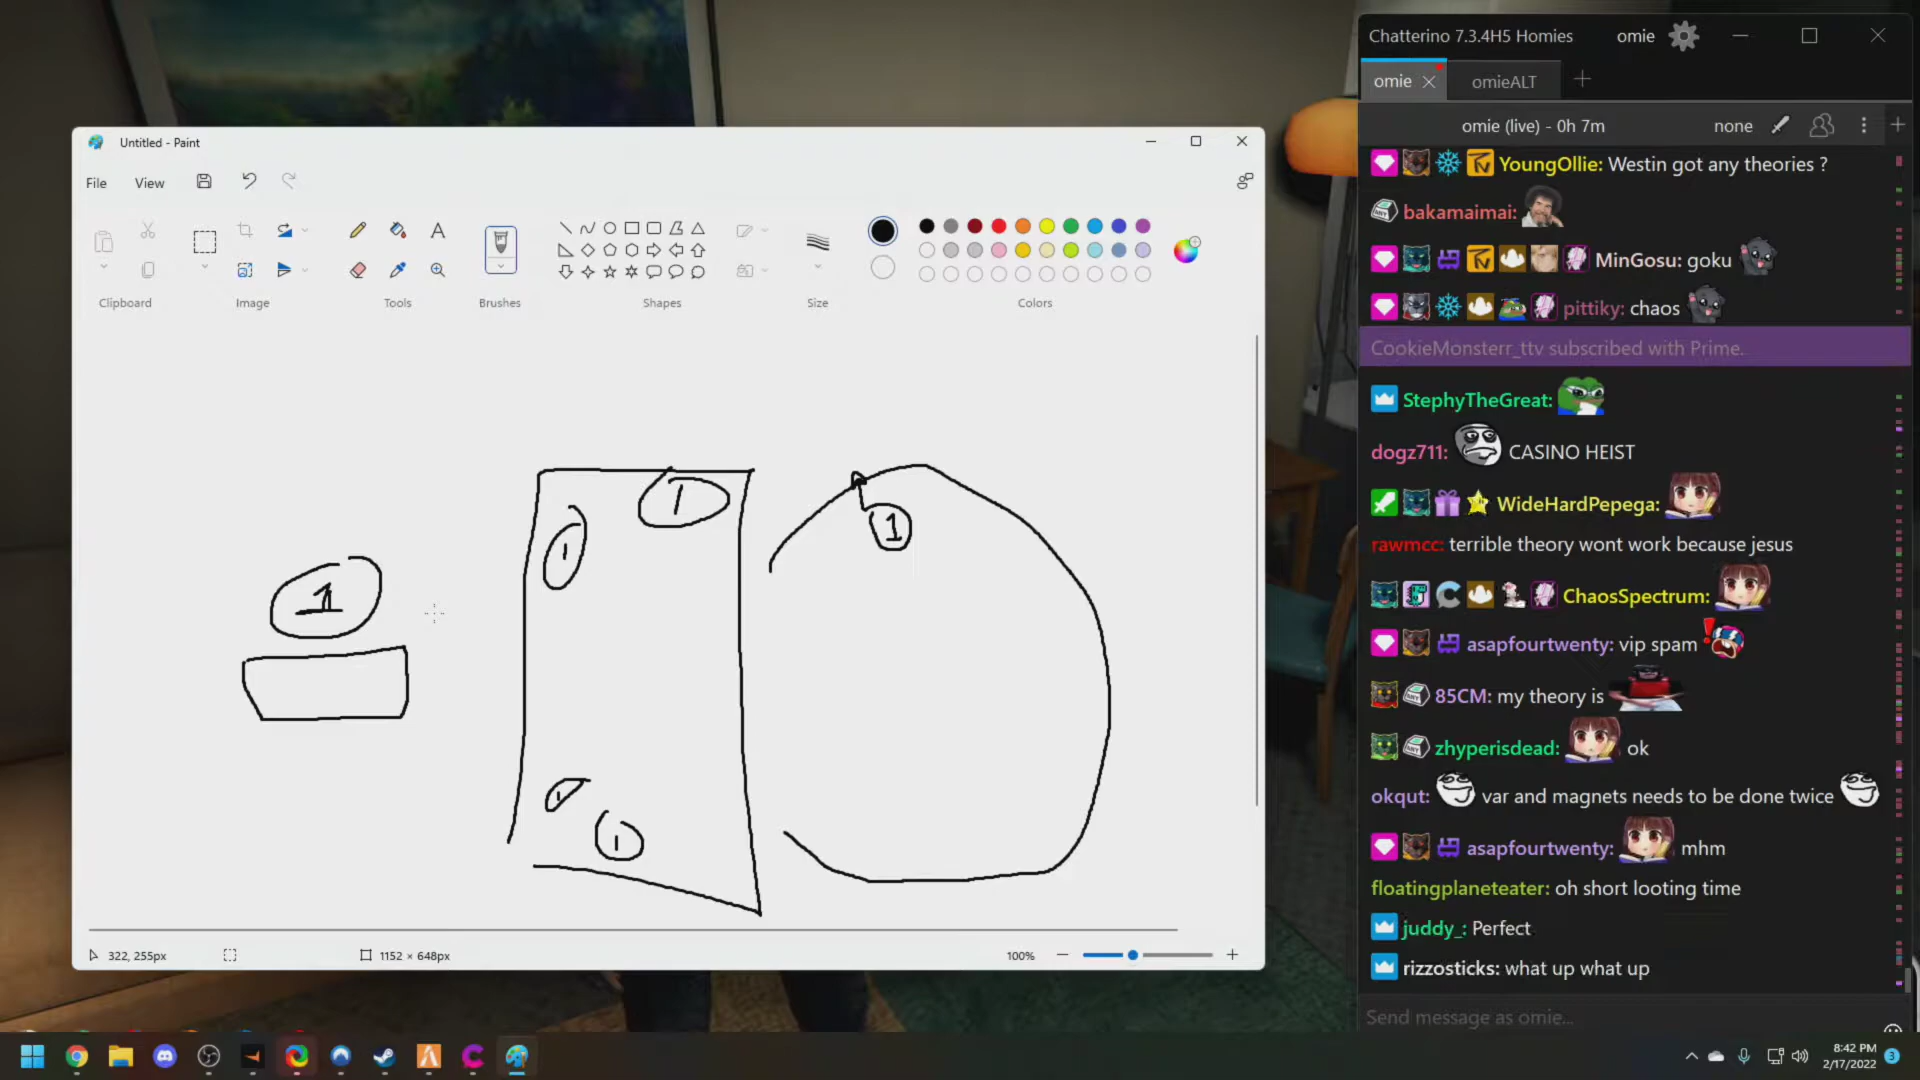 Untitled - Paint
File
View
Clipboard
Image
Tools
Brushes
Shapes
Size
Colors
A
1
1
1
1
1
1
322, 255px
1152 × 648px
100%
Chatterino 7.3.4H5 Homies
omie
omie
omieALT
omie (live) - 0h 7m
none
YoungOllie: Westin got any theories ?
bakamaimai:
MinGosu: goku
pittiky: chaos
CookieMonsterr_ttv subscribed with Prime.
StephyTheGreat:
dogz711: CASINO HEIST
WideHardPepega:
rawmcc: terrible theory wont work because jesus
ChaosSpectrum:
asapfourtwenty: vip spam
85CM: my theory is
zhyperisdead: ok
okqut: var and magnets needs to be done twice
asapfourtwenty: mhm
floatingplaneteater: oh short looting time
juddy_: Perfect
rizzosticks: what up what up
Send message as omie...
8:42 PM
2/17/2022
3